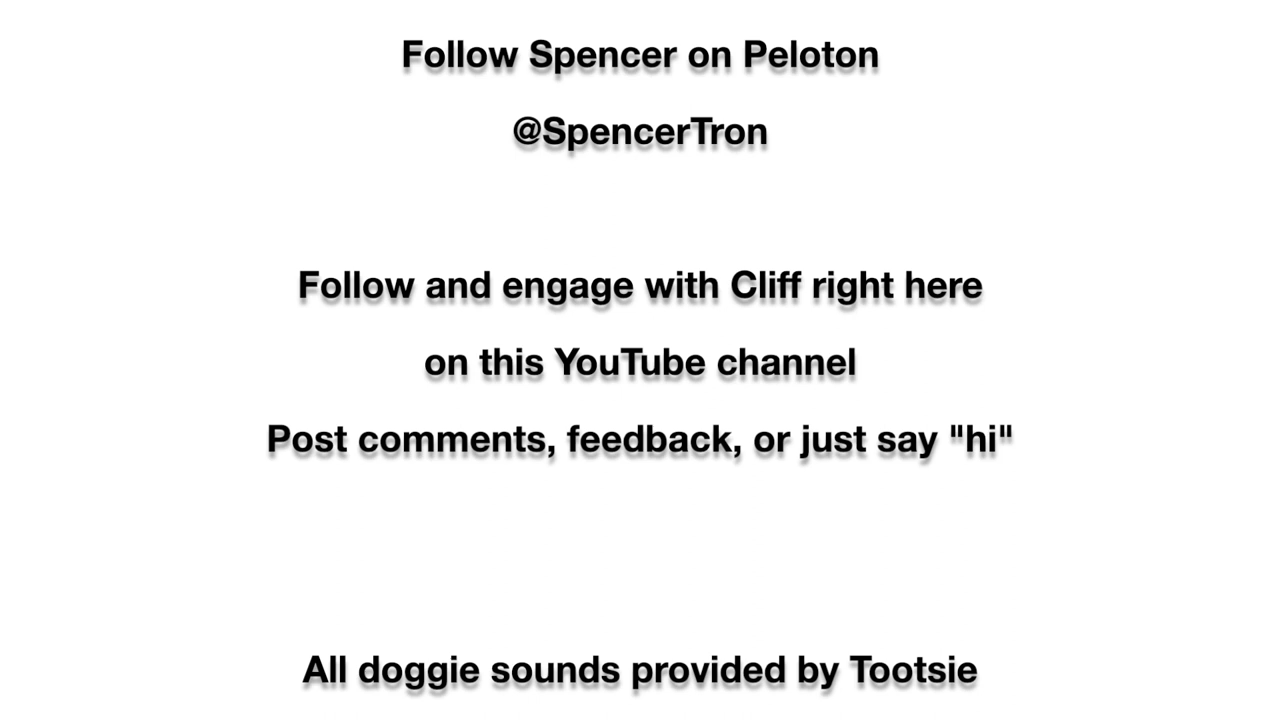 Follow Spencer on Peloton
@SpencerTron
Follow and engage with Cliff right here
on this YouTube channel
Post comments, feedback, or just say "hi"
All doggie sounds provided by Tootsie